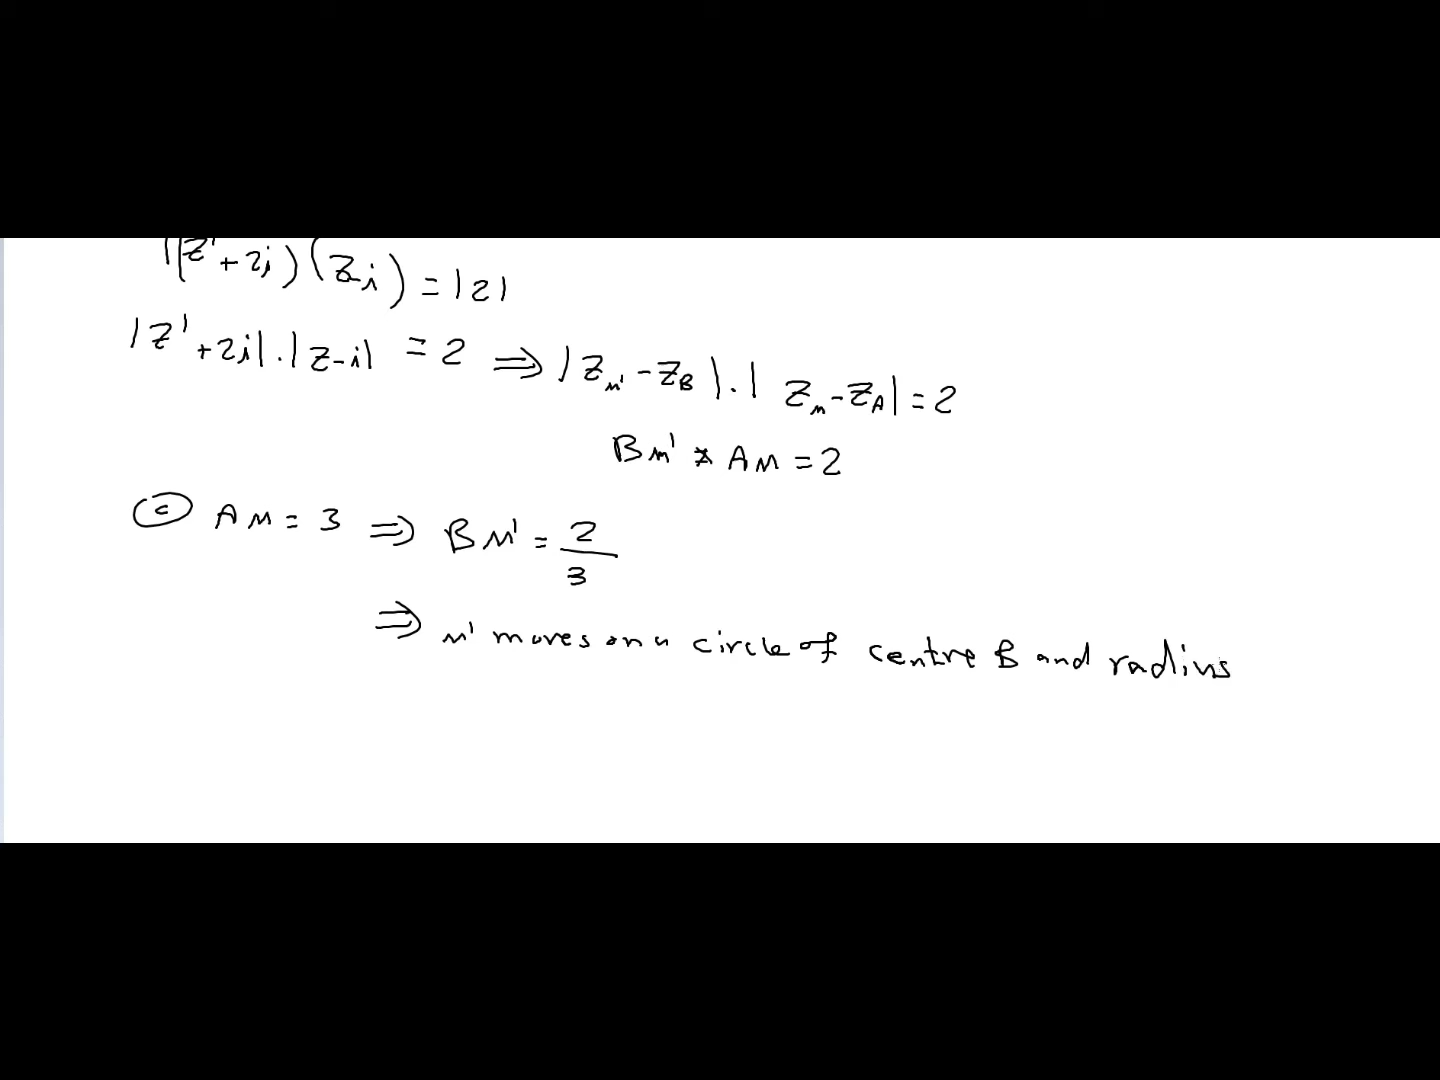 |(z'+2i)(z-i)=|2|
|z'+2i|.|z-i| = 2 ⇒ |z_m' - z_B|.| z_m - z_A| = 2
Bm' × AM = 2
ⓒ AM = 3 ⇒ BM' = 2/3
⇒ M' moves on a circle of centre B and radius